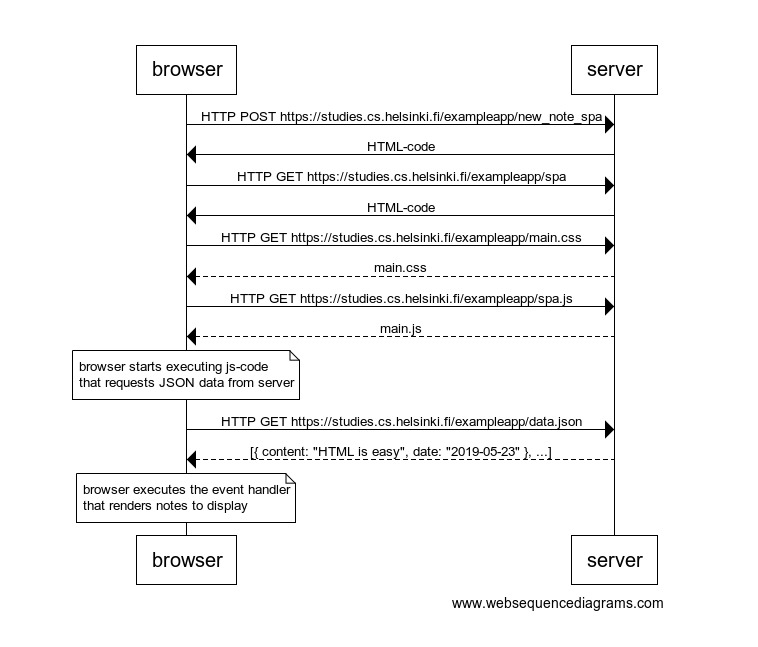 browser
server
HTTP POST https://studies.cs.helsinki.fi/exampleapp/new_note_spa
HTML-code
HTTP GET https://studies.cs.helsinki.fi/exampleapp/spa
HTML-code
HTTP GET https://studies.cs.helsinki.fi/exampleapp/main.css
main.css
HTTP GET https://studies.cs.helsinki.fi/exampleapp/spa.js
main.js
browser starts executing js-code
that requests JSON data from server
HTTP GET https://studies.cs.helsinki.fi/exampleapp/data.json
[{ content: "HTML is easy", date: "2019-05-23" }, ...]
browser executes the event handler
that renders notes to display
browser
server
www.websequencediagrams.com